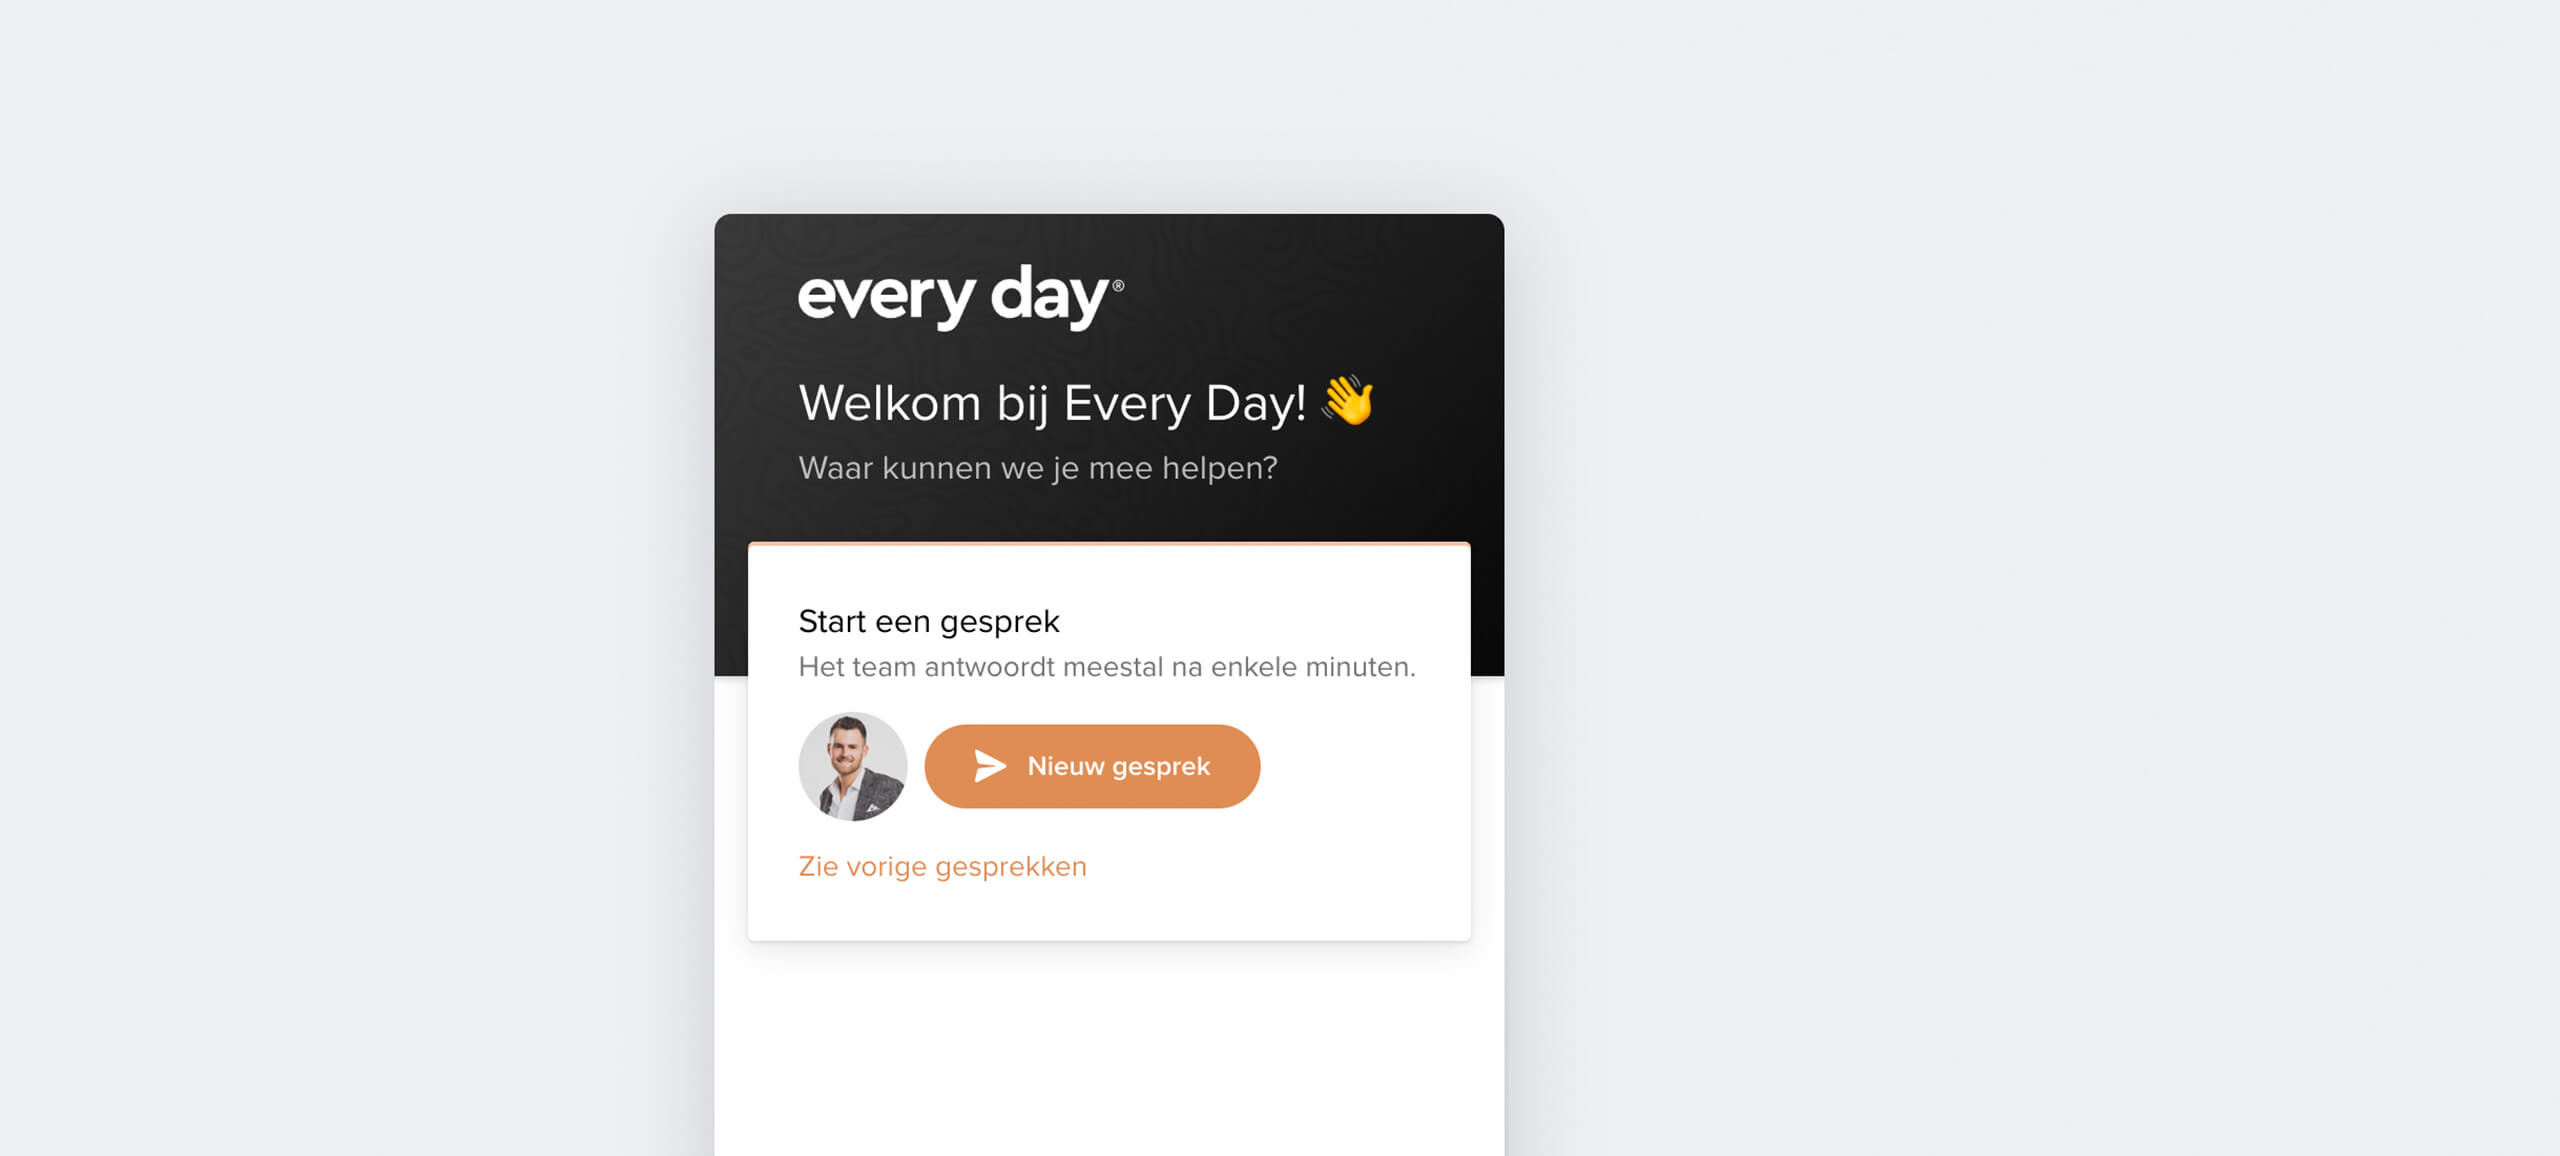 every day®
Welkom bij Every Day! 👋
Waar kunnen we je mee helpen?
Start een gesprek
Het team antwoordt meestal na enkele minuten.
Nieuw gesprek
Zie vorige gesprekken